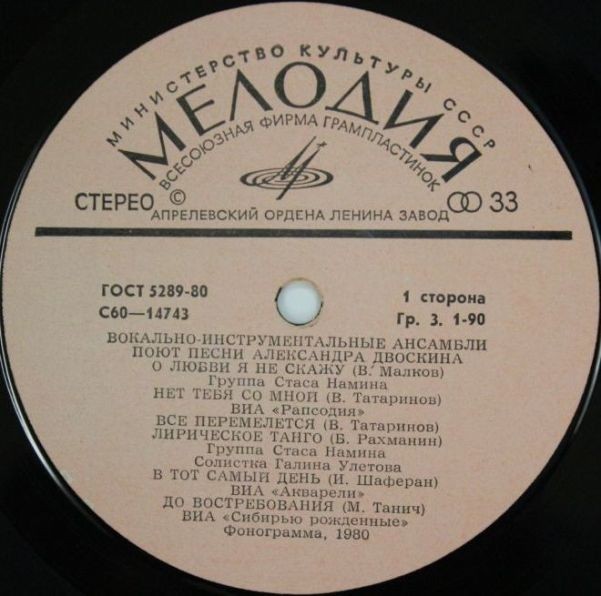 МИНИСТЕРСТВО КУЛЬТУРЫ СССР
МЕЛОДИЯ
ВСЕСОЮЗНАЯ ФИРМА ГРАМПЛАСТИНОК
СТЕРЕО © 33
АПРЕЛЕВСКИЙ ОРДЕНА ЛЕНИНА ЗАВОД
ГОСТ 5289-80
С60—14743
1 сторона
Гр. 3. 1-90
ВОКАЛЬНО-ИНСТРУМЕНТАЛЬНЫЕ АНСАМБЛИ
ПОЮТ ПЕСНИ АЛЕКСАНДРА ДВОСКИНА
О ЛЮБВИ Я НЕ СКАЖУ (В. Малков)
Группа Стаса Намина
НЕТ ТЕБЯ СО МНОЙ (В. Татаринов)
ВИА «Рапсодия»
ВСЕ ПЕРЕМЕЛЕТСЯ (В. Татаринов)
ЛИРИЧЕСКОЕ ТАНГО (Б. Рахманин)
Группа Стаса Намина
Солистка Галина Улетова
В ТОТ САМЫЙ ДЕНЬ (И. Шаферан)
ВИА «Акварели»
ДО ВОСТРЕБОВАНИЯ (М. Танич)
ВИА «Сибирью рожденные»
Фонограмма, 1980